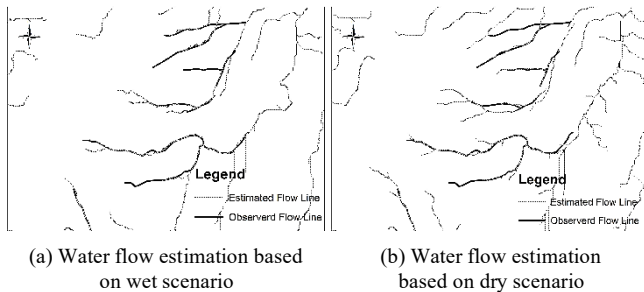 Legend
Estimated Flow Line
Observerd Flow Line
Legend
Estimated Flow Line
Observerd Flow Line
(a) Water flow estimation based
on wet scenario
(b) Water flow estimation
based on dry scenario